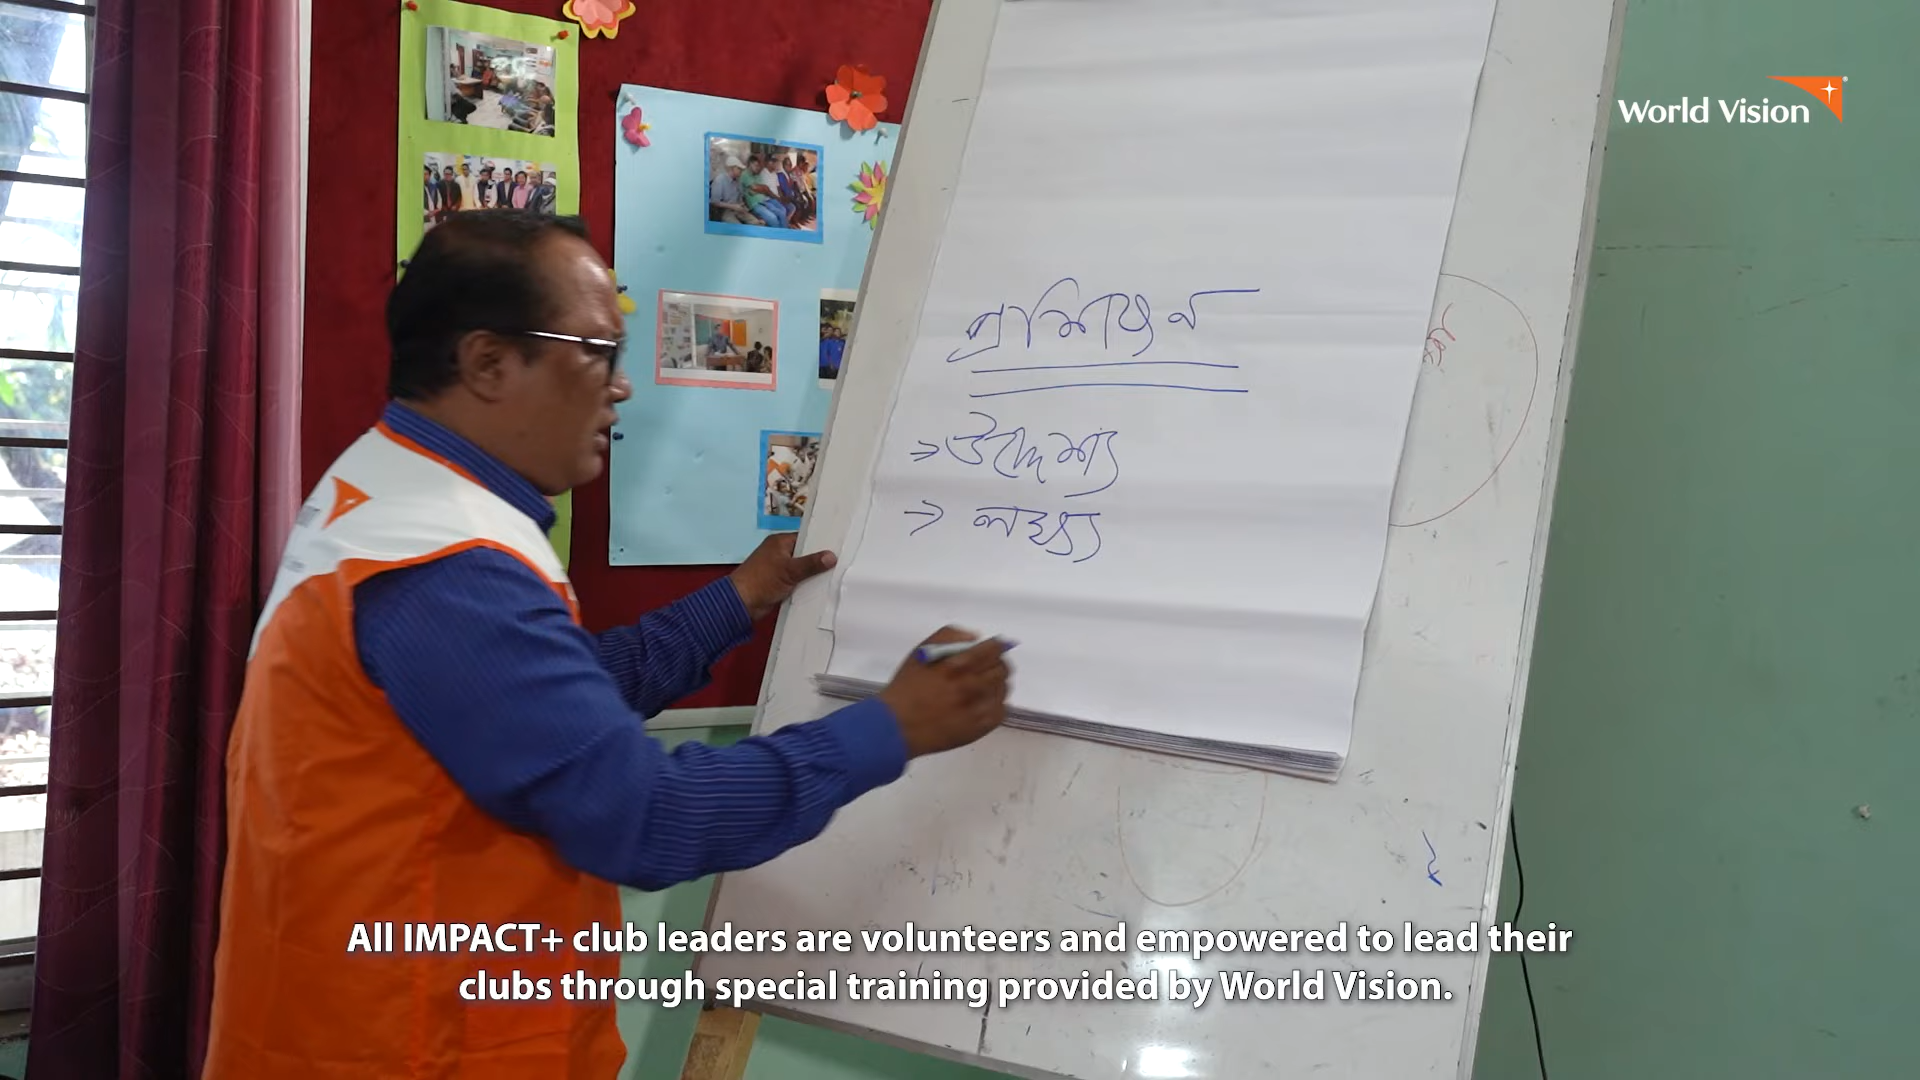 World Vision
প্রশিক্ষন
→ উদ্দেশ্য
→ লক্ষ্য
All IMPACT+ club leaders are volunteers and empowered to lead their
clubs through special training provided by World Vision.